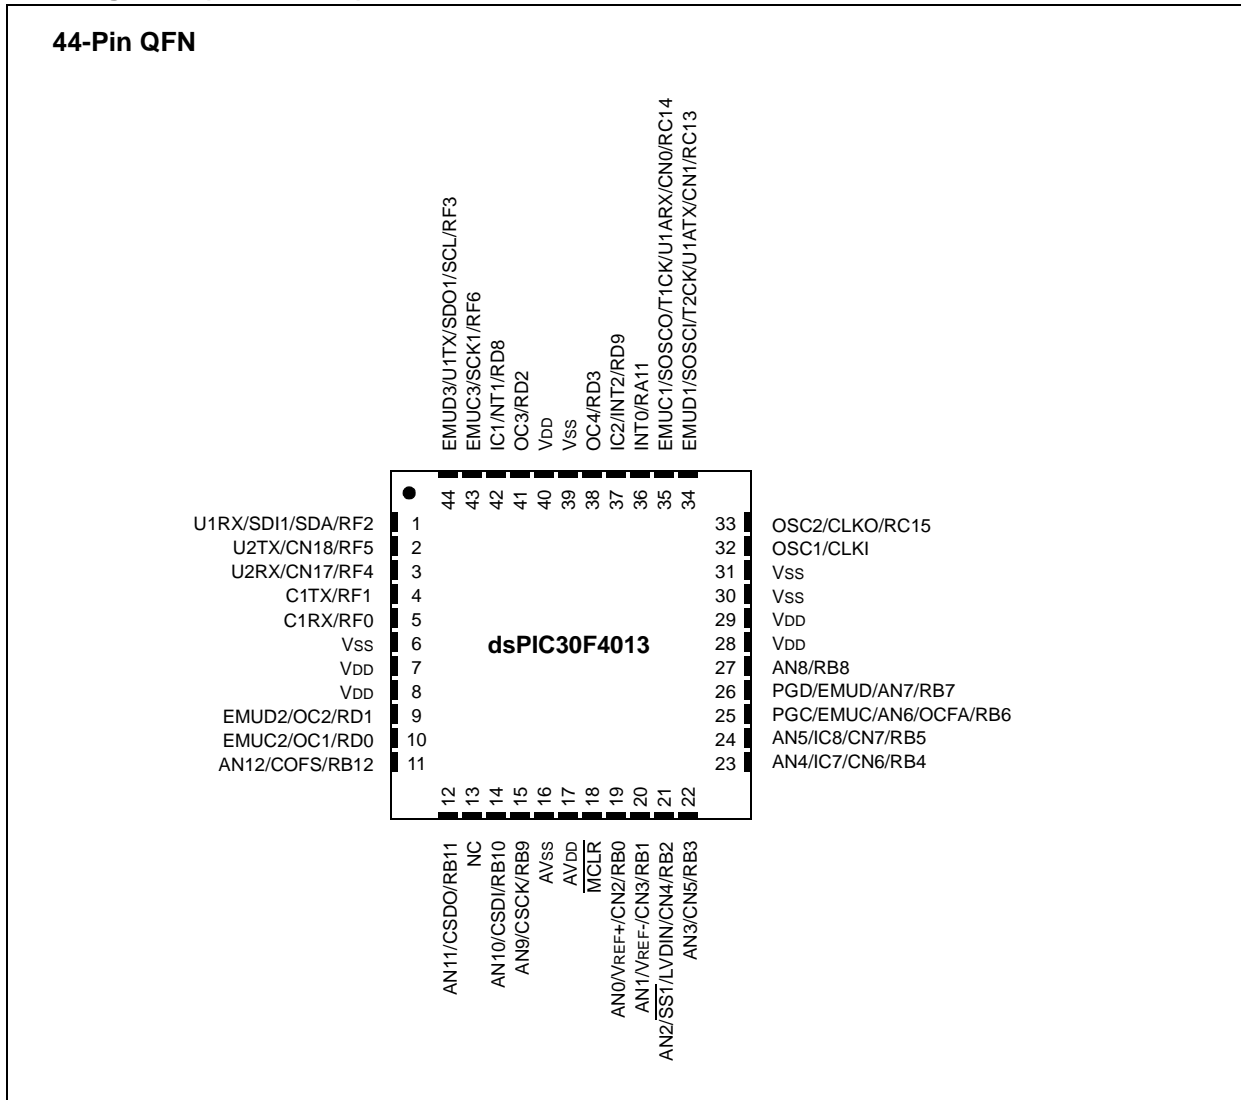 44-Pin QFN
EMUD3/U1TX/SDO1/SCL/RF3
EMUC3/SCK1/RF6
IC1/NT1/RD8
OC3/RD2
VDD
VSS
OC4/RD3
IC2/INT2/RD9
INT0/RA11
EMUC1/SOSCO/T1CK/U1ARX/CN0/RC14
EMUD1/SOSCI/T2CK/U1ATX/CN1/RC13
44 43 42 41 40 39 38 37 36 35 34
U1RX/SDI1/SDA/RF2 1
U2TX/CN18/RF5 2
U2RX/CN17/RF4 3
C1TX/RF1 4
C1RX/RF0 5
VSS 6
VDD 7
VDD 8
EMUD2/OC2/RD1 9
EMUC2/OC1/RD0 10
AN12/COFS/RB12 11
dsPIC30F4013
33 OSC2/CLKO/RC15
32 OSC1/CLKI
31 VSS
30 VSS
29 VDD
28 VDD
27 AN8/RB8
26 PGD/EMUD/AN7/RB7
25 PGC/EMUC/AN6/OCFA/RB6
24 AN5/IC8/CN7/RB5
23 AN4/IC7/CN6/RB4
12 13 14 15 16 17 18 19 20 21 22
AN11/CSDO/RB11
NC
AN10/CSDI/RB10
AN9/CSCK/RB9
AVSS
AVDD
MCLR
AN0/VREF+/CN2/RB0
AN1/VREF-/CN3/RB1
AN2/SS1/LVDIN/CN4/RB2
AN3/CN5/RB3